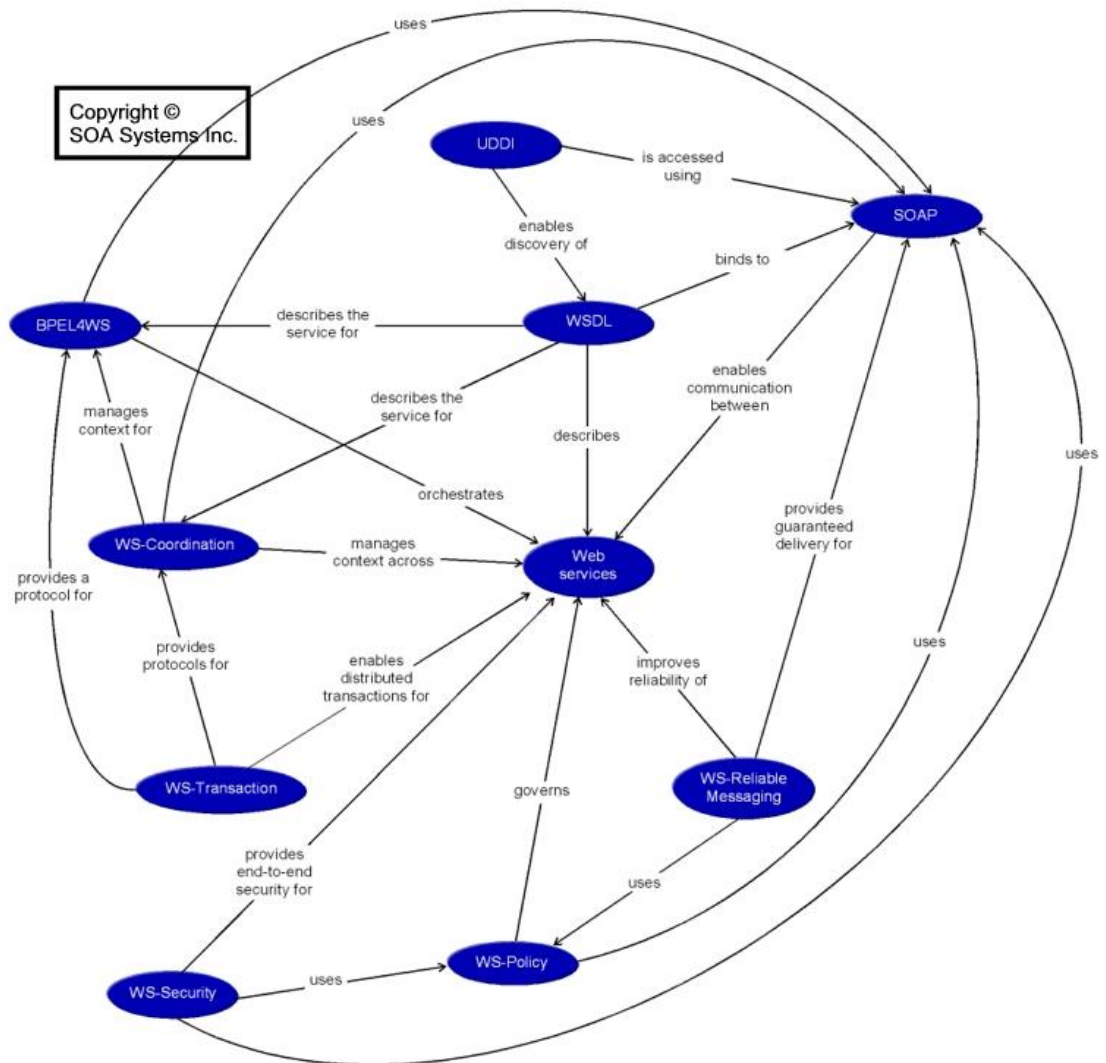 uses
Copyright ©
SOA Systems Inc.
uses
UDDI
is accessed
using
SOAP
enables
discovery of
binds to
BPEL4WS
describes the
service for
WSDL
manages
context for
describes the
service for
enables
communication
between
describes
uses
orchestrates
provides
guaranteed
delivery for
WS-Coordination
manages
context across
Web
services
provides a
protocol for
provides
protocols for
enables
distributed
transactions for
improves
reliability of
uses
WS-Transaction
governs
WS-Reliable
Messaging
provides
end-to-end
security for
uses
WS-Policy
WS-Security
uses